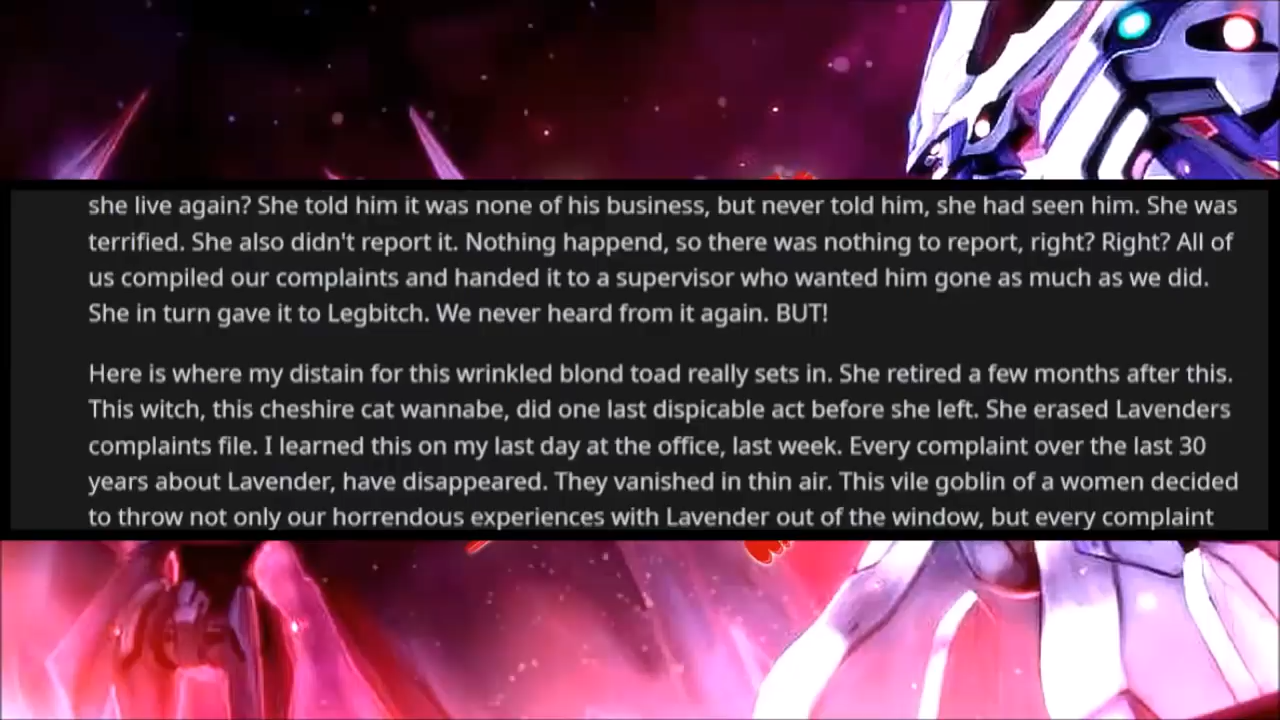 she live again? She told him it was none of his business, but never told him, she had seen him. She was
terrified. She also didn't report it. Nothing happend, so there was nothing to report, right? Right? All of
us compiled our complaints and handed it to a supervisor who wanted him gone as much as we did.
She in turn gave it to Legbitch. We never heard from it again. BUT!
Here is where my distain for this wrinkled blond toad really sets in. She retired a few months after this.
This witch, this cheshire cat wannabe, did one last dispicable act before she left. She erased Lavenders
complaints file. I learned this on my last day at the office, last week. Every complaint over the last 30
years about Lavender, have disappeared. They vanished in thin air. This vile goblin of a women decided
to throw not only our horrendous experiences with Lavender out of the window, but every complaint